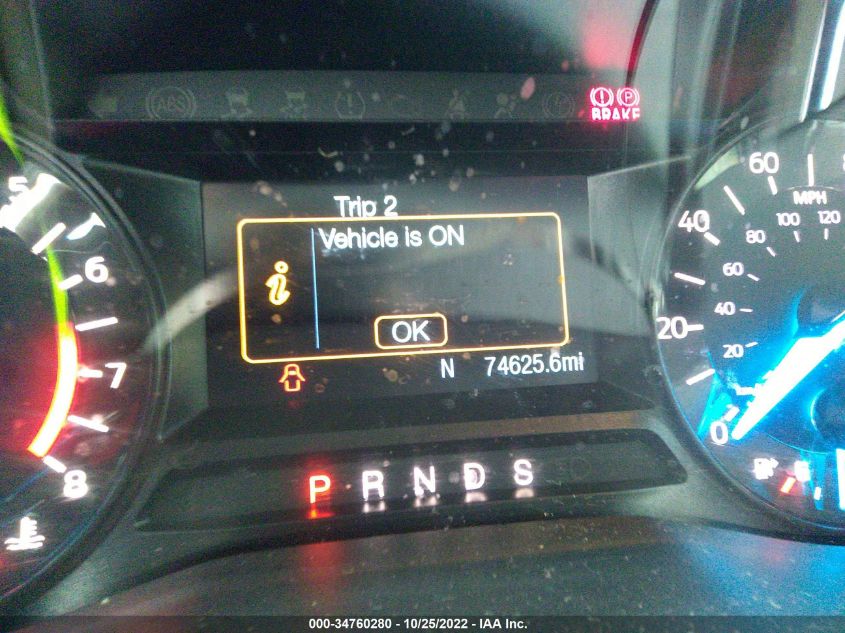 ABS
BRAKE
P
Trip 2
Vehicle is ON
i
OK
N 74625.6mi
P R N D S
5
6
7
8
MPH
0
20
40
60
20
40
60
80
100
120
000-34760280 - 10/25/2022 - IAA Inc.